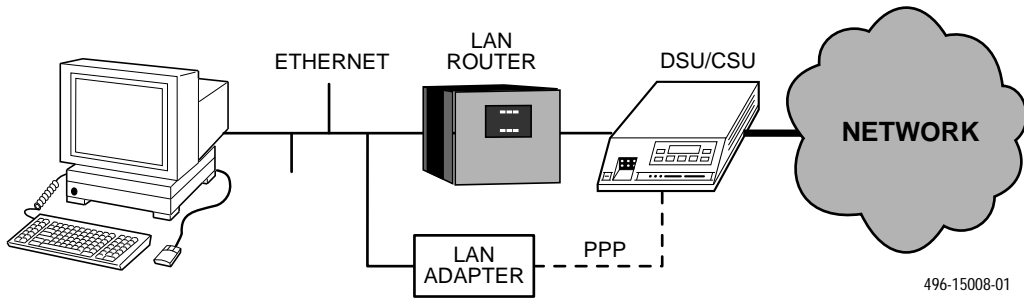 ETHERNET
LAN
ROUTER
DSU/CSU
NETWORK
LAN
ADAPTER
PPP
496-15008-01